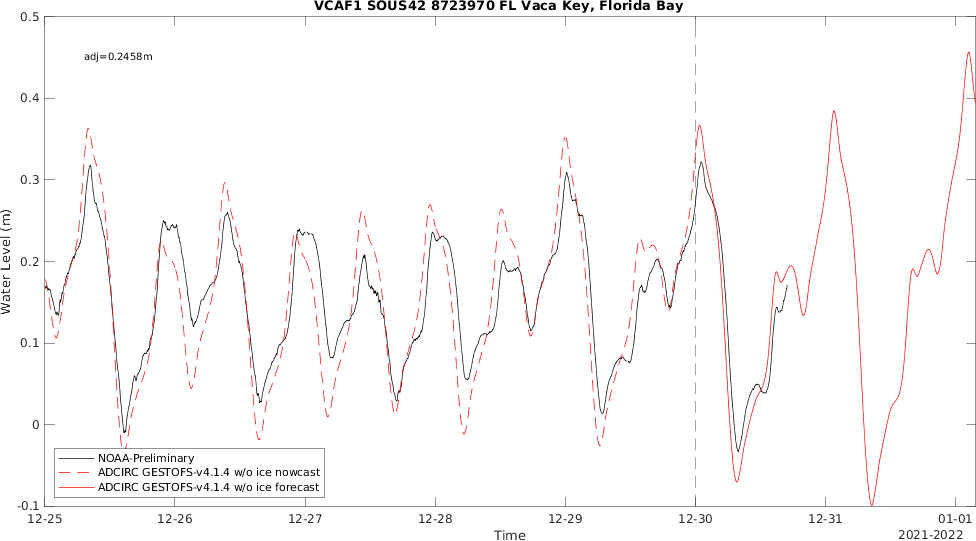 VCAF1 SOUS42 8723970 FL Vaca Key, Florida Bay
adj=0.2458m
0.5
0.4
0.3
0.2
0.1
0
-0.1
Water Level (m)
NOAA-Preliminary
ADCIRC GESTOFS-v4.1.4 w/o ice nowcast
ADCIRC GESTOFS-v4.1.4 w/o ice forecast
12-25 12-26 12-27 12-28 12-29 12-30 12-31 01-01
Time
2021-2022